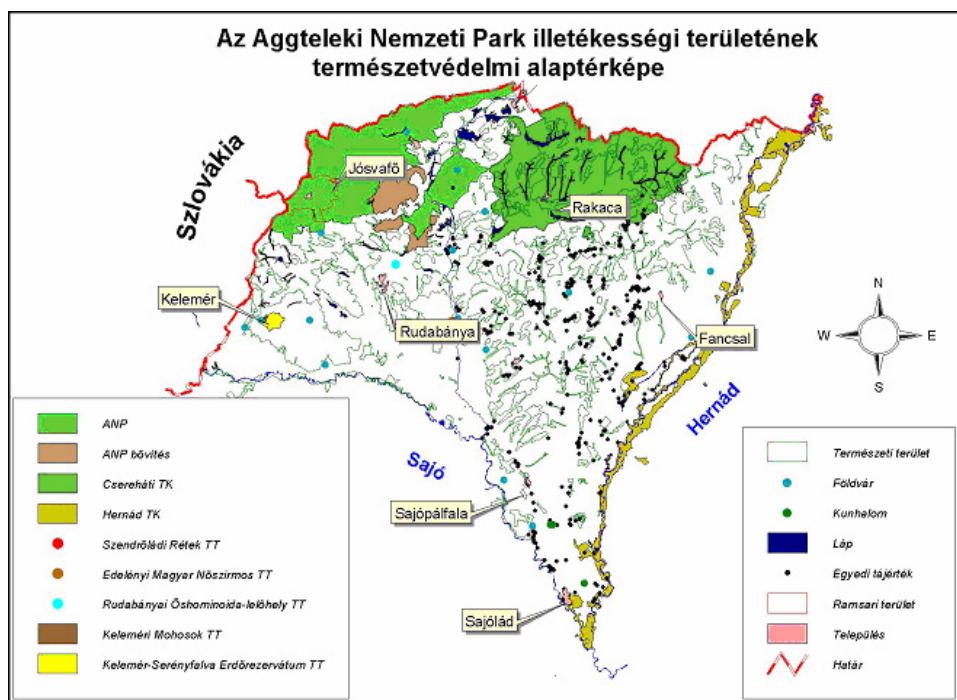 Az Aggteleki Nemzeti Park illetékességi területének
természetvédelmi alaptérképe
Szlovákia
Jósvafő
Rakaca
Kelemér
Rudabánya
Fancsal
N
W
E
S
Hernád
Sajó
Sajópálfala
Sajólád
ANP
ANP bővítés
Csereháti TK
Hernád TK
Szendrőládi Rétek TT
Edelényi Magyar Nőszirmos TT
Rudabányai Őshominoida-lelőhely TT
Keleméri Mohosok TT
Kelemér-Serényfalva Erdőrezervátum TT
Természeti terület
Földvár
Kunhalom
Láp
Egyedi tájérték
Ramsari terület
Település
Határ